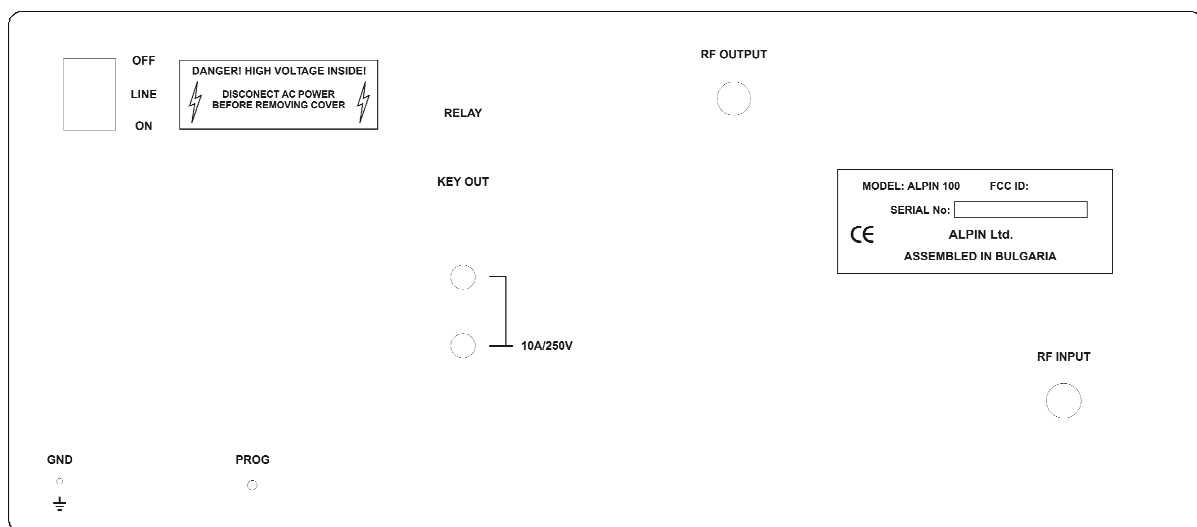 OFF
LINE
ON
DANGER! HIGH VOLTAGE INSIDE!
DISCONECT AC POWER
BEFORE REMOVING COVER
RELAY
KEY OUT
RF OUTPUT
MODEL: ALPIN 100 FCC ID:
SERIAL No:
CE
ALPIN Ltd.
ASSEMBLED IN BULGARIA
10A/250V
RF INPUT
GND
PROG